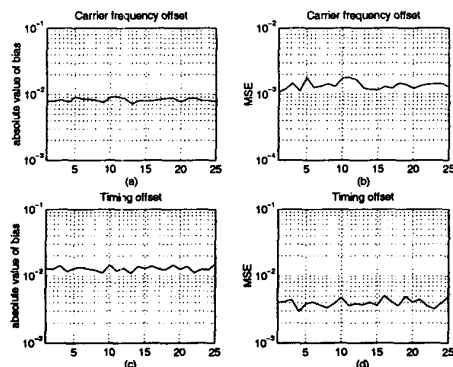 Carrier frequency offset
absolute value of bias
10⁻¹
10⁻²
10⁻³
5 10 15 20 25
(a)
Carrier frequency offset
MSE
10⁻²
10⁻³
10⁻⁴
5 10 15 20 25
(b)
Timing offset
absolute value of bias
10⁻¹
10⁻²
10⁻³
5 10 15 20 25
(c)
Timing offset
MSE
10⁻¹
10⁻²
10⁻³
5 10 15 20 25
(d)